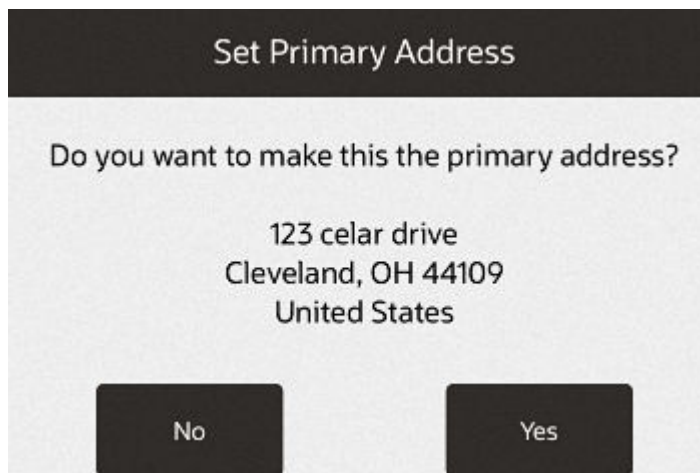 Set Primary Address
Do you want to make this the primary address?
123 celar drive
Cleveland, OH 44109
United States
No
Yes